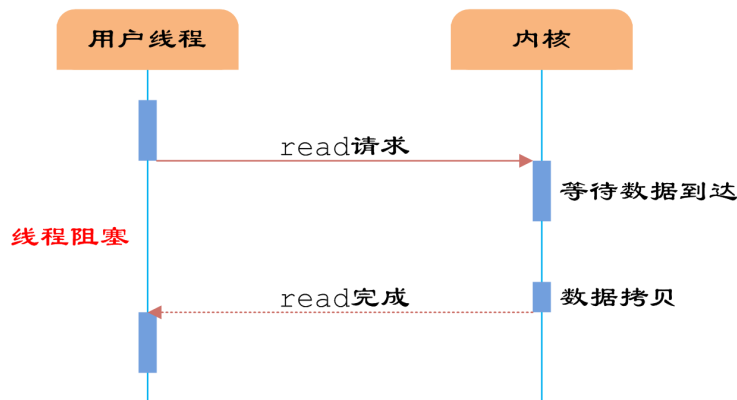 用户线程
内核
read请求
等待数据到达
线程阻塞
read完成
数据拷贝